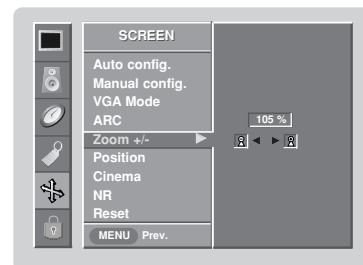 SCREEN
Auto config.
Manual config.
VGA Mode
ARC
105 %
Zoom +/- ▶
◀ ▶
Position
Cinema
NR
Reset
MENU Prev.